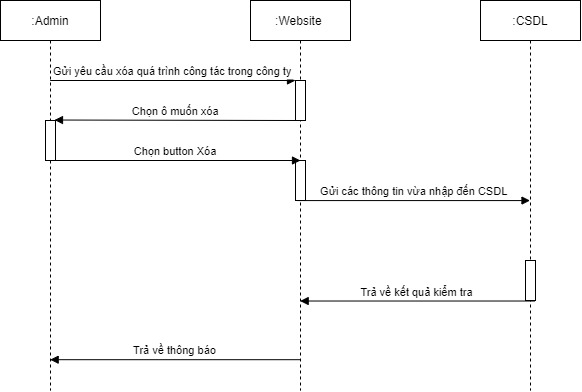 :Admin
:Website
:CSDL
Gửi yêu cầu xóa quá trình công tác trong công ty
Chọn ô muốn xóa
Chọn button Xóa
Gửi các thông tin vừa nhập đến CSDL
Trả về kết quả kiểm tra
Trả về thông báo